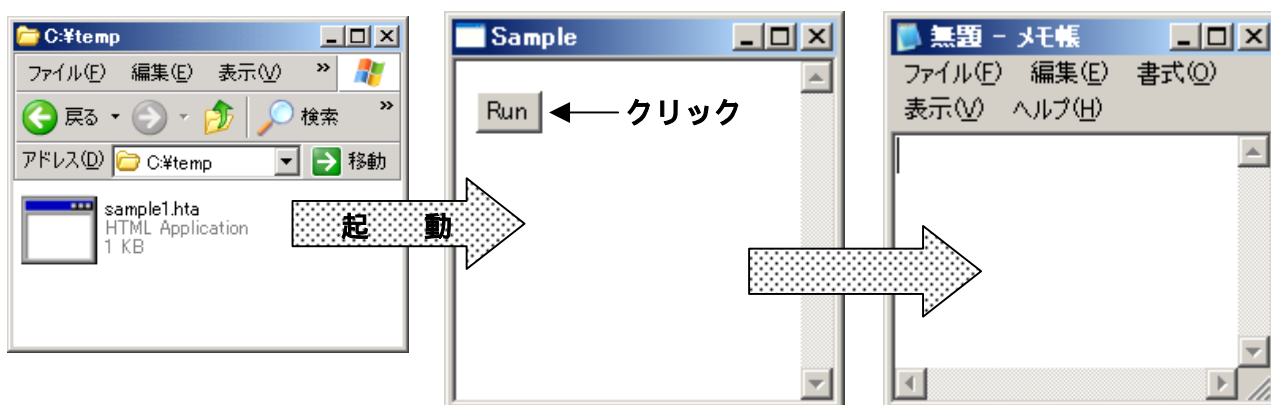 C:¥temp
ファイル(F) 編集(E) 表示(V) »
戻る 検索 »
アドレス(D) C:¥temp 移動
sample1.hta
HTML Application
1 KB
起 動
Sample
Run クリック
無題 - メモ帳
ファイル(F) 編集(E) 書式(O)
表示(V) ヘルプ(H)